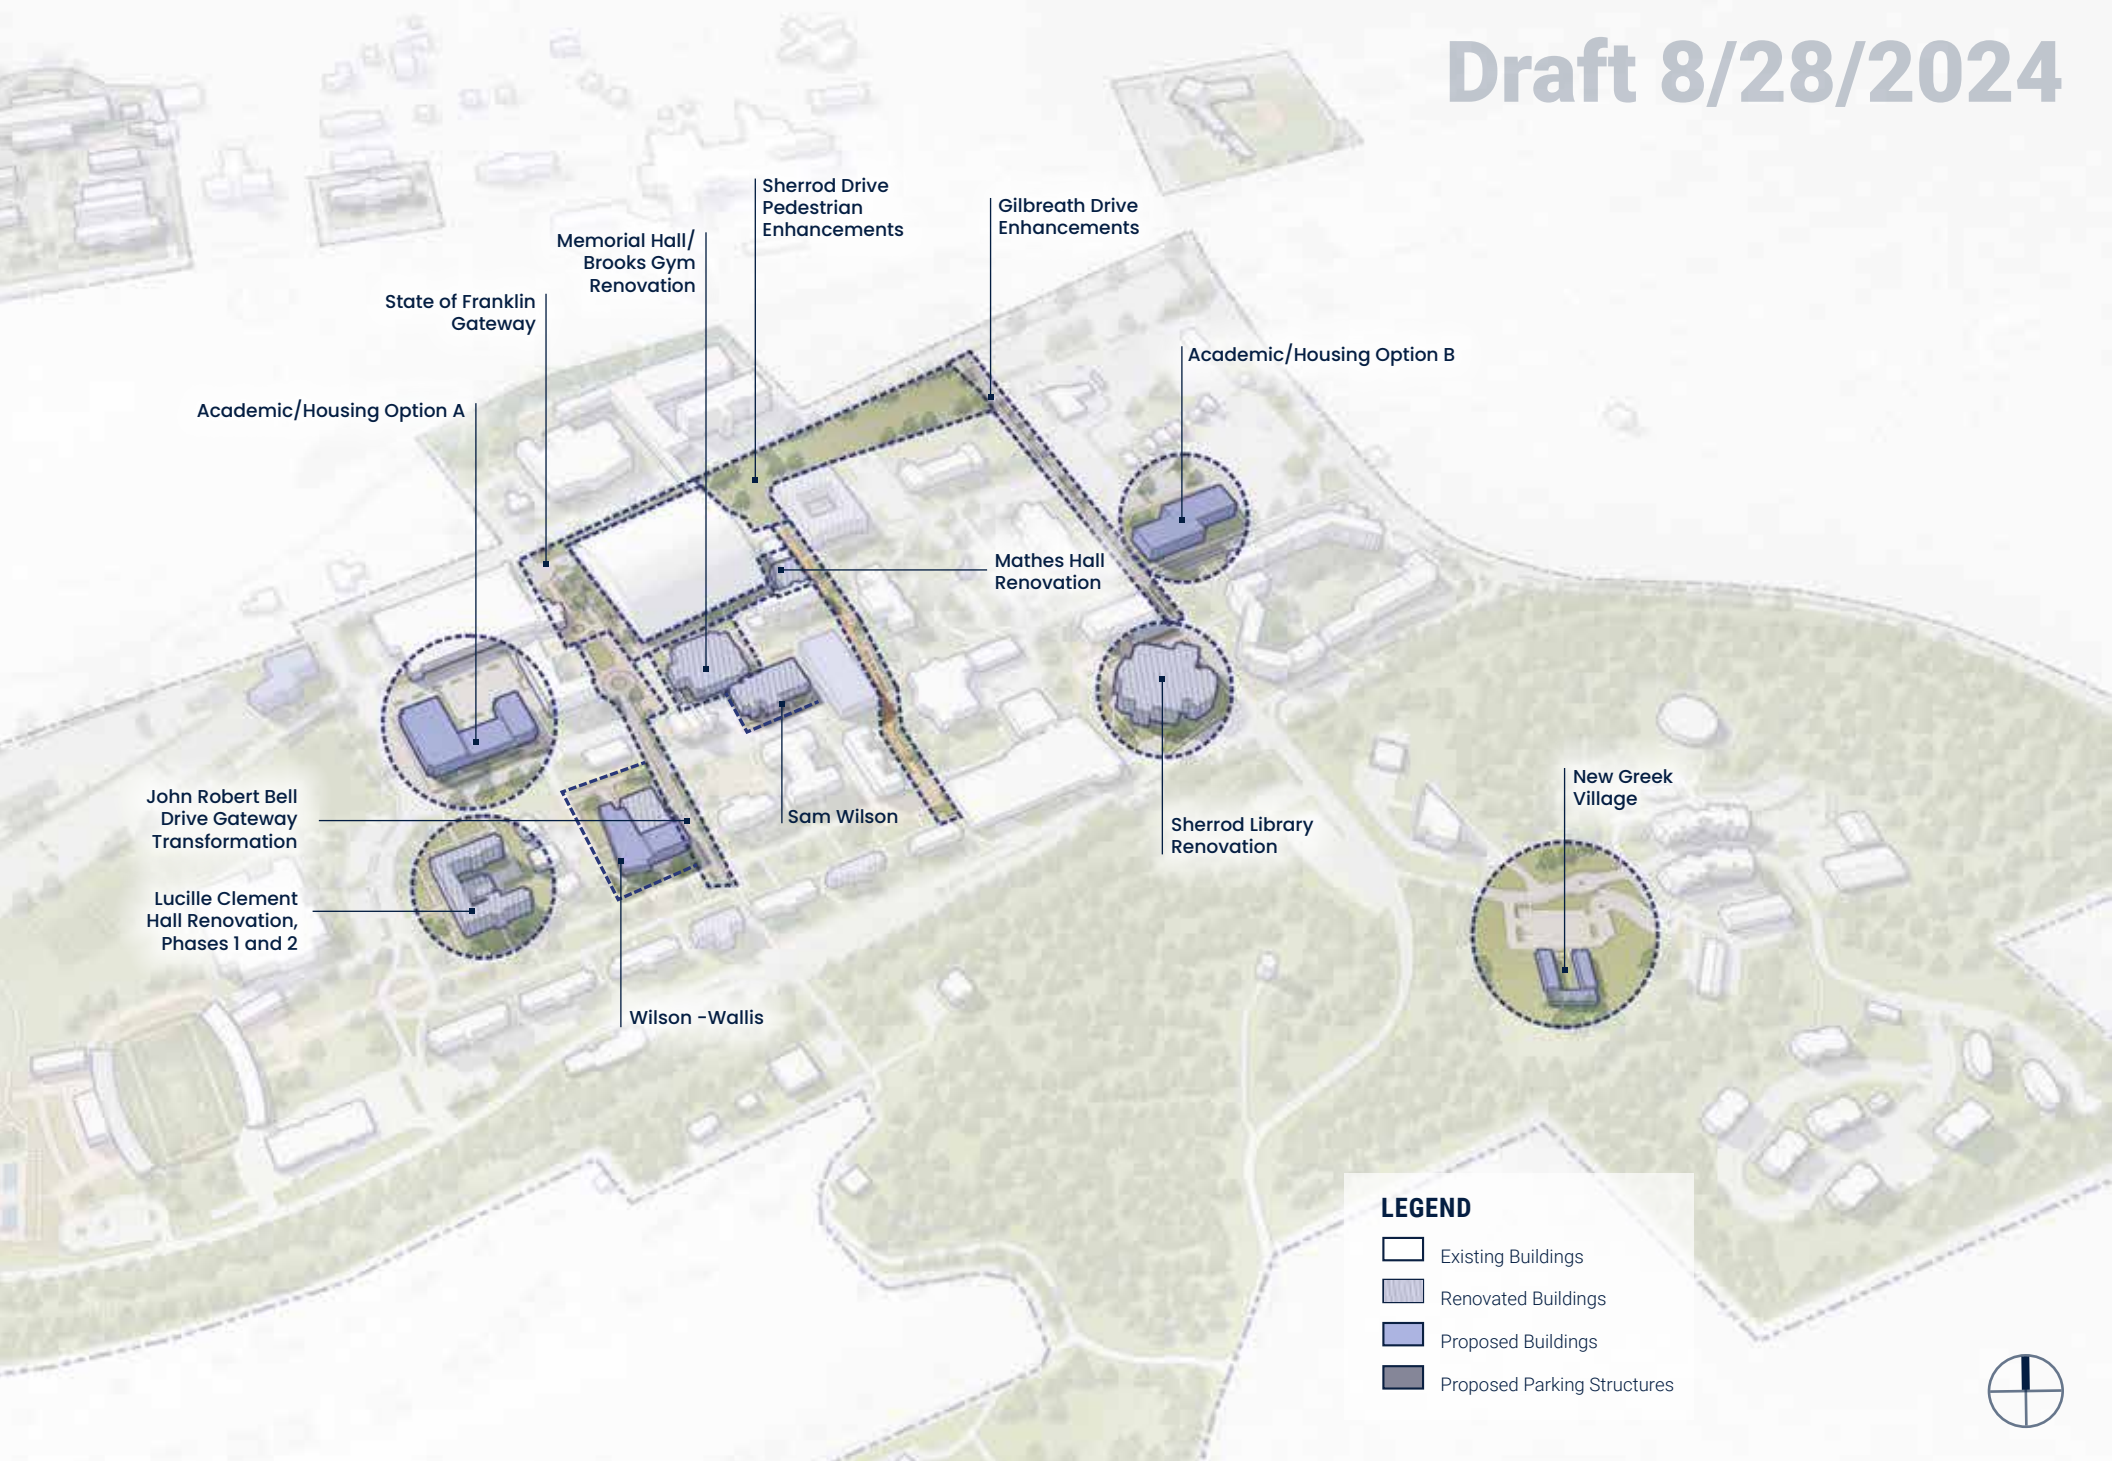 Draft 8/28/2024
Sherrod Drive
Pedestrian
Enhancements
Gilbreath Drive
Enhancements
Memorial Hall/
Brooks Gym
Renovation
State of Franklin
Gateway
Academic/Housing Option B
Academic/Housing Option A
Mathes Hall
Renovation
New Greek
Village
John Robert Bell
Drive Gateway
Transformation
Sam Wilson
Sherrod Library
Renovation
Lucille Clement
Hall Renovation,
Phases 1 and 2
Wilson -Wallis
LEGEND
Existing Buildings
Renovated Buildings
Proposed Buildings
Proposed Parking Structures